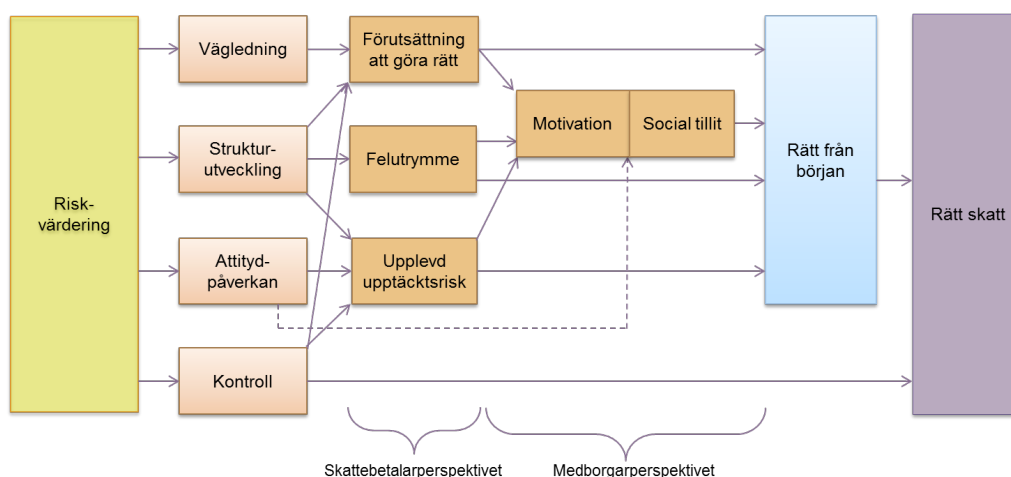 Risk-
värdering
Vägledning
Struktur-
utveckling
Attityd-
påverkan
Kontroll
Förutsättning
att göra rätt
Felutrymme
Upplevd
upptäcktsrisk
Motivation
Social tillit
Rätt från
början
Rätt skatt
Skattebetalarperspektivet
Medborgarperspektivet